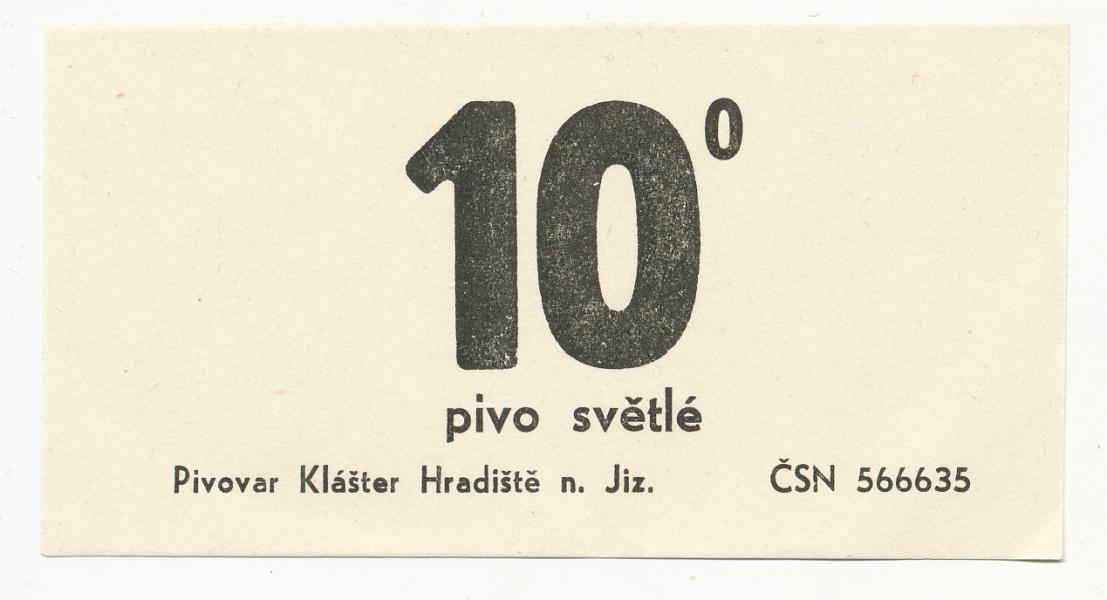 10°
pivo světlé
Pivovar Klášter Hradiště n. Jiz. ČSN 566635